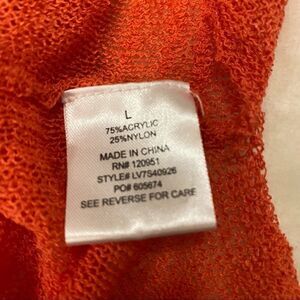 L
75%ACRYLIC
25%NYLON
MADE IN CHINA
RN# 120951
STYLE# LV7S40926
PO# 605674
SEE REVERSE FOR CARE